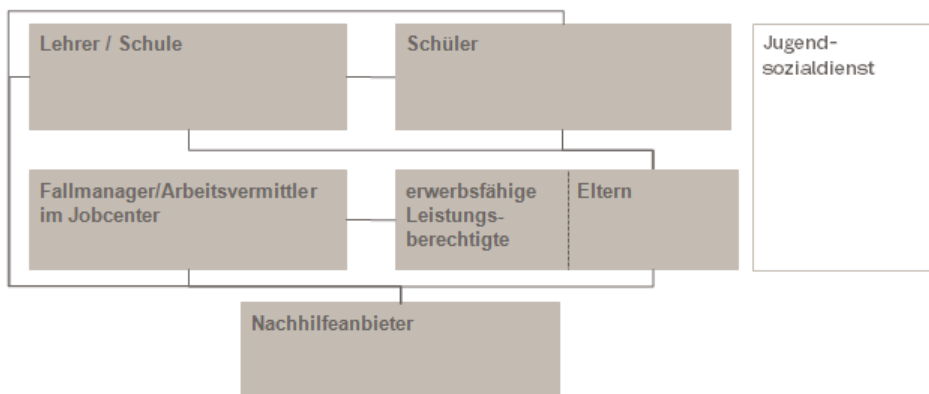 Lehrer / Schule
Schüler
Jugend-
sozialdienst
Fallmanager/Arbeitsvermittler
im Jobcenter
erwerbsfähige
Leistungs-
berechtigte
Eltern
Nachhilfeanbieter